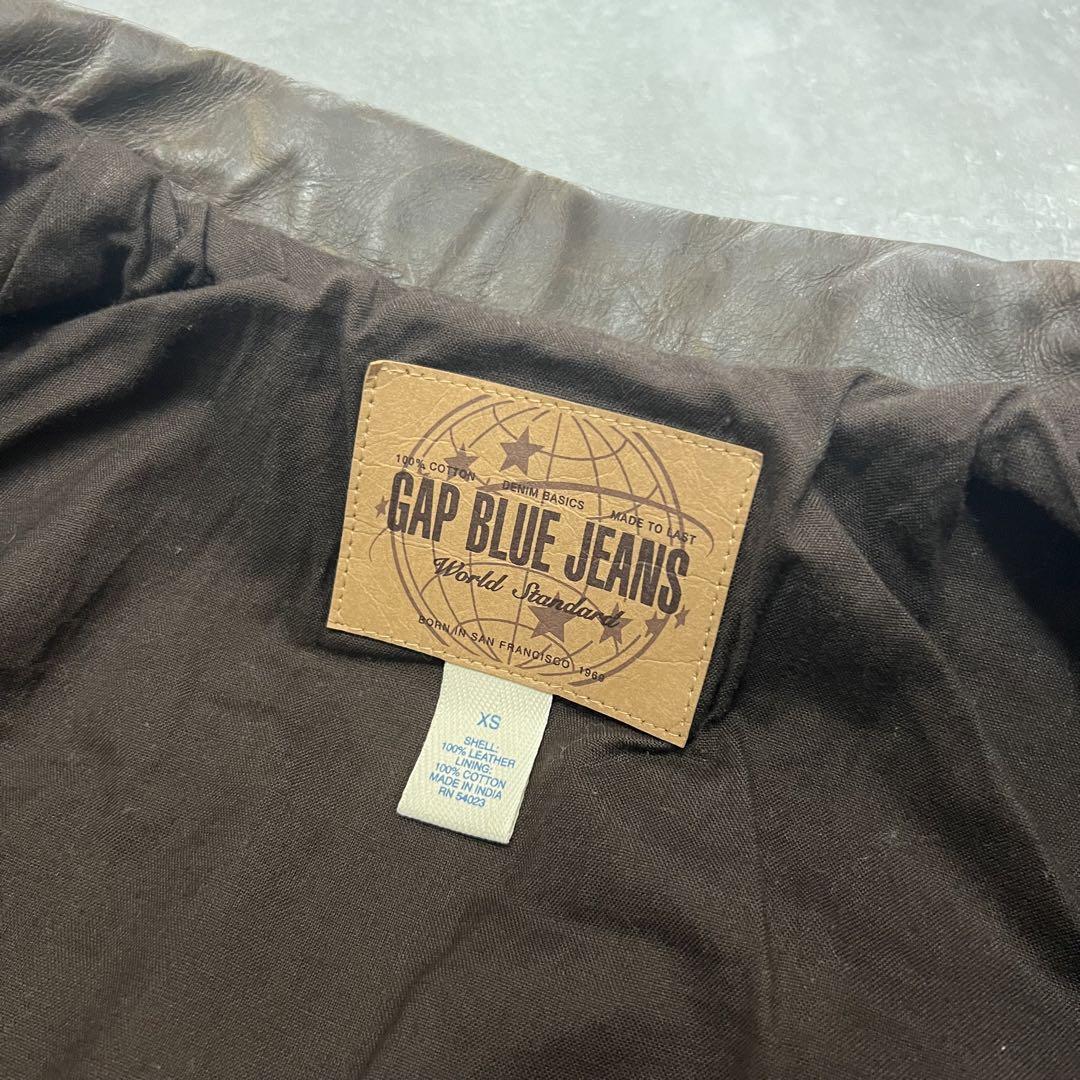 100% COTTON DENIM BASICS MADE TO LAST
GAP BLUE JEANS
World Standard
BORN IN SAN FRANCISCO 1969
XS
SHELL:
100% LEATHER
LINING:
100% COTTON
MADE IN INDIA
RN 54023